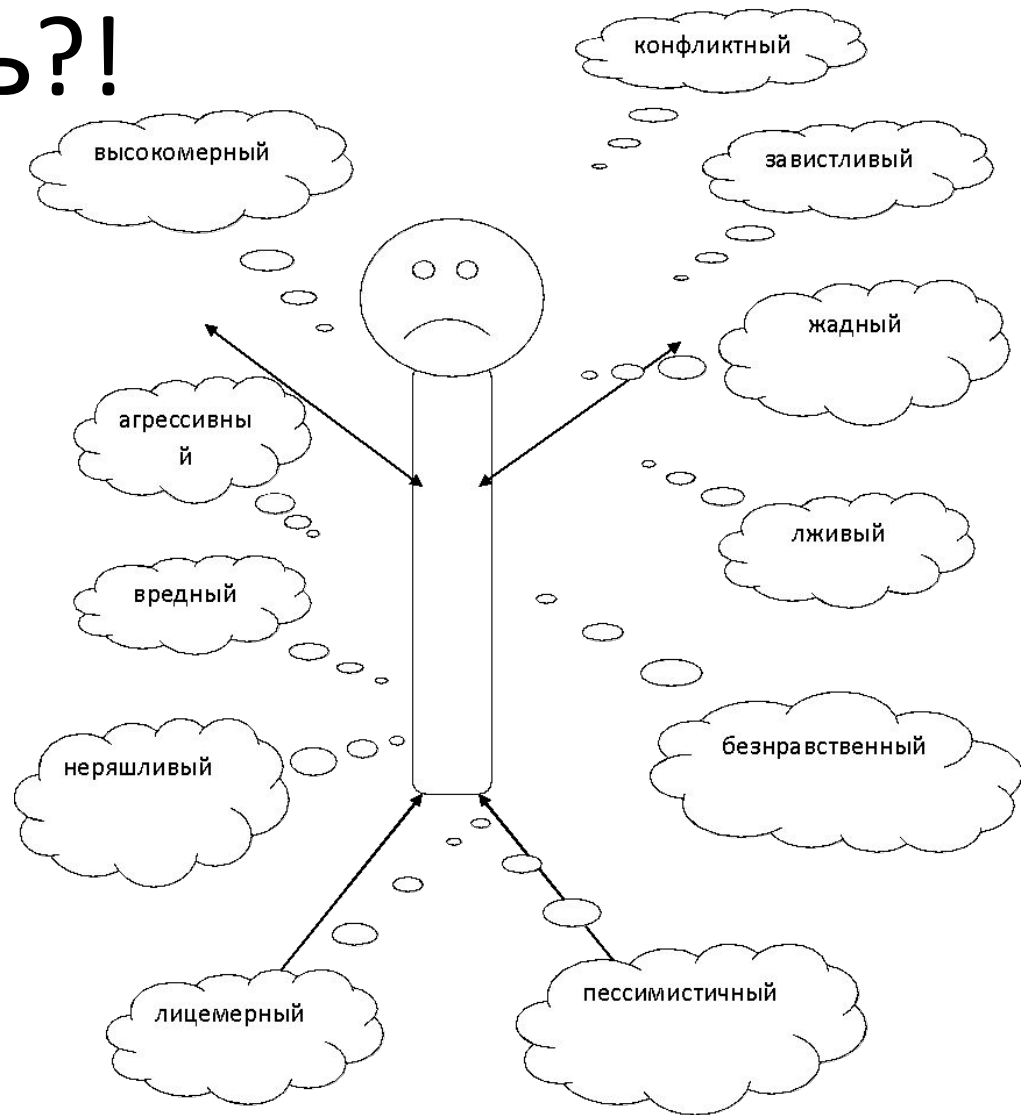 ь?!
конфликтный
высокомерный
завистливый
жадный
агрессивны
й
лживый
вредный
безнравственный
неряшливый
пессимистичный
лицемерный